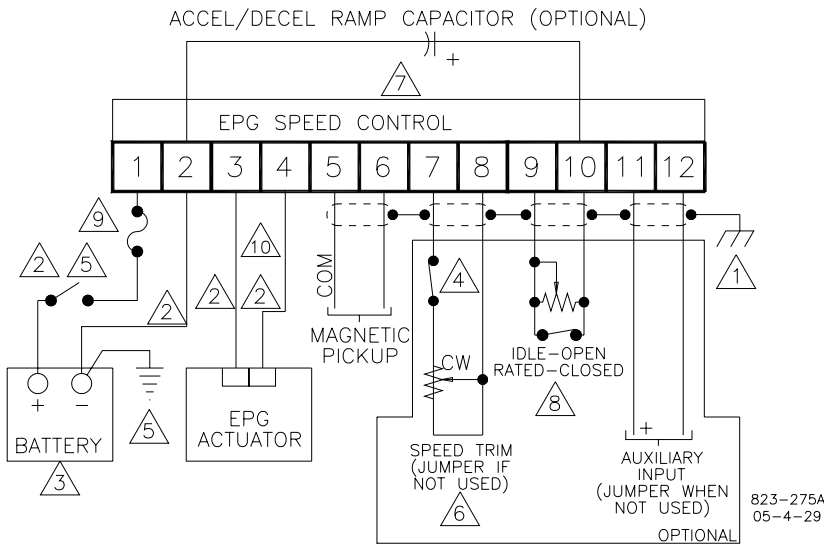 ACCEL/DECEL RAMP CAPACITOR (OPTIONAL)
+
7
EPG SPEED CONTROL
1 2 3 4 5 6 7 8 9 10 11 12
9
10
2 5
2
2 2
4
1
COM
MAGNETIC
PICKUP
CW
IDLE-OPEN
RATED-CLOSED
8
+ -
BATTERY
3
5
EPG
ACTUATOR
SPEED TRIM
(JUMPER IF
NOT USED)
6
+
AUXILIARY
INPUT
(JUMPER WHEN
NOT USED)
OPTIONAL
823-275A
05-4-29